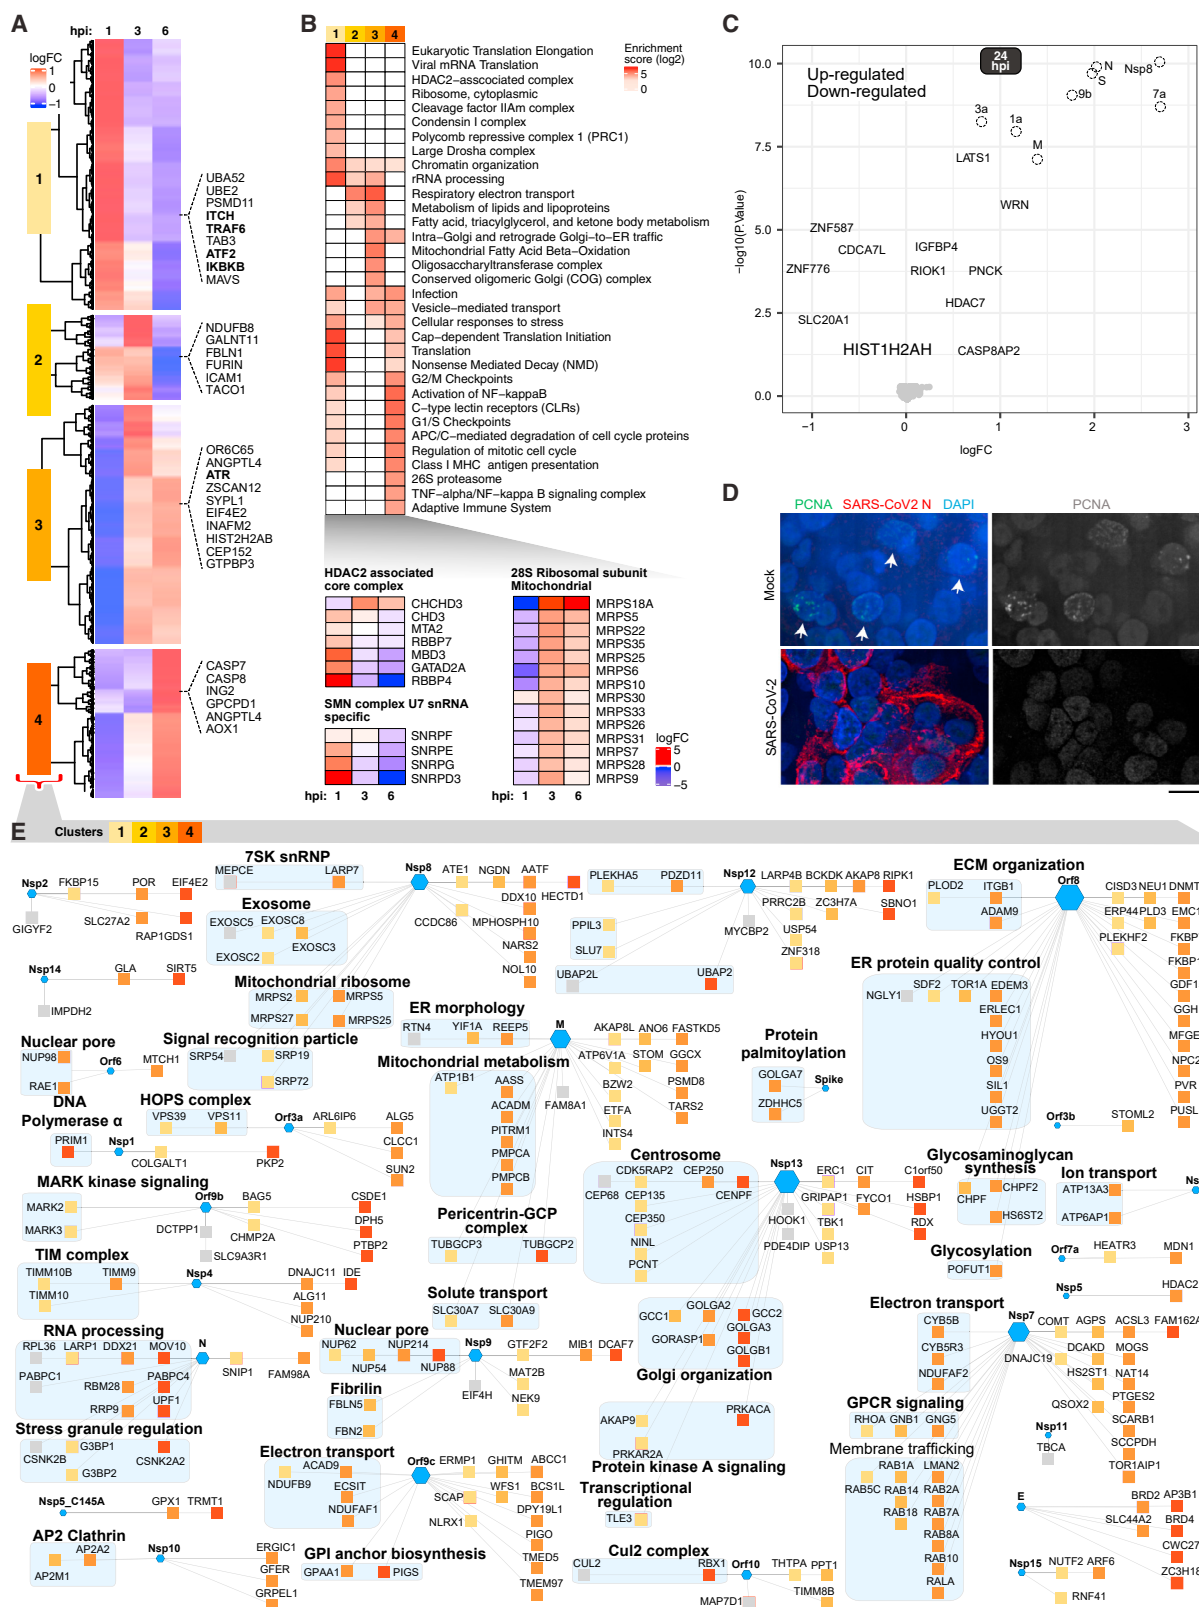 A
hpi: 1 3 6
logFC
1
0
−1
1
2
3
4
UBA52
UBE2
PSMD11
ITCH
TRAF6
TAB3
ATF2
IKBKB
MAVS
NDUFB8
GALNT11
FBLN1
FURIN
ICAM1
TACO1
OR6C65
ANGPTL4
ATR
ZSCAN12
SYPL1
EIF4E2
INAFM2
HIST2H2AB
CEP152
GTPBP3
CASP7
CASP8
ING2
GPCPD1
ANGPTL4
AOX1
B
1 2 3 4
Eukaryotic Translation Elongation
Viral mRNA Translation
HDAC2−asscociated complex
Ribosome, cytoplasmic
Cleavage factor IIAm complex
Condensin I complex
Polycomb repressive complex 1 (PRC1)
Large Drosha complex
Chromatin organization
rRNA processing
Respiratory electron transport
Metabolism of lipids and lipoproteins
Fatty acid, triacylglycerol, and ketone body metabolism
Intra−Golgi and retrograde Golgi−to−ER traffic
Mitochondrial Fatty Acid Beta−Oxidation
Oligosaccharyltransferase complex
Conserved oligomeric Golgi (COG) complex
Infection
Vesicle−mediated transport
Cellular responses to stress
Cap−dependent Translation Initiation
Translation
Nonsense Mediated Decay (NMD)
G2/M Checkpoints
Activation of NF−kappaB
C−type lectin receptors (CLRs)
G1/S Checkpoints
APC/C−mediated degradation of cell cycle proteins
Regulation of mitotic cell cycle
Class I MHC antigen presentation
26S proteasome
TNF−alpha/NF−kappa B signaling complex
Adaptive Immune System
Enrichment
score (log2)
5
0
HDAC2 associated
core complex
CHCHD3
CHD3
MTA2
RBBP7
MBD3
GATAD2A
RBBP4
SMN complex U7 snRNA
specific
SNRPF
SNRPE
SNRPG
SNRPD3
hpi: 1 3 6
28S Ribosomal subunit
Mitochondrial
MRPS18A
MRPS5
MRPS22
MRPS35
MRPS25
MRPS6
MRPS10
MRPS30
MRPS33
MRPS26
MRPS31
MRPS7
MRPS28
MRPS9
hpi: 1 3 6
logFC
5
0
−5
C
24
hpi
Up-regulated
Down-regulated
10.0
7.5
5.0
2.5
0.0
−log10(P.Value)
−1 0 1 2 3
logFC
N
S
Nsp8
9b
7a
3a
1a
M
LATS1
WRN
ZNF587
CDCA7L
IGFBP4
ZNF776
RIOK1
PNCK
HDAC7
SLC20A1
HIST1H2AH
CASP8AP2
D
PCNA SARS-CoV2 N DAPI
PCNA
Mock
SARS-CoV-2
E
Clusters 1 2 3 4
Nsp2
FKBP15
POR
EIF4E2
GIGYF2
SLC27A2
RAP1GDS1
Nsp14
GLA
SIRT5
IMPDH2
7SK snRNP
MEPCE
LARP7
Exosome
EXOSC5
EXOSC8
EXOSC3
EXOSC2
Mitochondrial ribosome
MRPS2
MRPS5
MRPS27
MRPS25
Signal recognition particle
SRP54
SRP19
SRP72
Nsp8
ATE1
NGDN
AATF
HECTD1
DDX10
CCDC86
MPHOSPH10
NARS2
NOL10
PLEKHA5
PDZD11
PPIL3
SLU7
UBAP2L
UBAP2
Nsp12
LARP4B
BCKDK
AKAP8
RIPK1
PRRC2B
ZC3H7A
SBNO1
MYCBP2
USP54
ZNF318
ECM organization
PLOD2
ITGB1
ADAM9
Orf8
CISD3
NEU1
DNMT
ERP44
PLD3
EMC1
PLEKHF2
FKBP
FKBP1
GDF1
GGH
MFGE
NPC2
PVR
PUSL
ER protein quality control
NGLY1
SDF2
TOR1A
EDEM3
ERLEC1
HYOU1
OS9
SIL1
UGGT2
Nuclear pore
NUP98
RAE1
Orf6
MTCH1
DNA
Polymerase α
PRIM1
Nsp1
COLGALT1
PKP2
HOPS complex
VPS39
VPS11
Orf3a
ARL6IP6
ALG5
CLCC1
SUN2
ER morphology
RTN4
YIF1A
REEP5
M
AKAP8L
ANO6
FASTKD5
ATP6V1A
STOM
GGCX
BZW2
PSMD8
ETFA
TARS2
INTS4
FAM8A1
Mitochondrial metabolism
ATP1B1
AASS
ACADM
PITRM1
PMPCA
PMPCB
Protein
palmitoylation
GOLGA7
ZDHHC5
Spike
Orf3b
STOML2
MARK kinase signaling
MARK2
MARK3
Orf9b
BAG5
CSDE1
DCTPP1
CHMP2A
DPH5
SLC9A3R1
PTBP2
Pericentrin-GCP
complex
TUBGCP3
TUBGCP2
Centrosome
CDK5RAP2
CEP250
CEP68
CEP135
CENPF
CEP350
NINL
PCNT
Nsp13
ERC1
CIT
C1orf50
GRIPAP1
FYCO1
HSBP1
HOOK1
TBK1
RDX
PDE4DIP
USP13
Glycosaminoglycan
synthesis
CHPF
CHPF2
HS6ST2
Ion transport
ATP13A3
ATP6AP1
Ns
TIM complex
TIMM10B
TIMM9
TIMM10
Nsp4
DNAJC11
IDE
ALG11
NUP210
Solute transport
SLC30A7
SLC30A9
Glycosylation
POFUT1
Orf7a
HEATR3
MDN1
Nsp5
HDAC2
RNA processing
RPL36
LARP1
DDX21
MOV10
PABPC1
PABPC4
RBM28
UPF1
RRP9
N
SNIP1
FAM98A
Nuclear pore
NUP62
NUP214
NUP54
NUP88
Nsp9
GTF2F2
MIB1
DCAF7
MAT2B
EIF4H
NEK9
Fibrilin
FBLN5
FBN2
GCC1
GOLGA2
GCC2
GOLGA3
GORASP1
GOLGB1
Golgi organization
Electron transport
CYB5B
CYB5R3
NDUFAF2
Nsp7
COMT
AGPS
ACSL3
FAM162A
DNAJC19
DCAKD
MOGS
HS2ST1
NAT14
QSOX2
PTGES2
SCARB1
SCCPDH
TOR1AIP1
Nsp11
TBCA
Stress granule regulation
G3BP1
CSNK2B
CSNK2A2
G3BP2
Electron transport
ACAD9
NDUFB9
ECSIT
NDUFAF1
Orf9c
ERMP1
GHITM
ABCC1
SCAP
WFS1
BCS1L
NLRX1
DPY19L1
PIGO
TMED5
TMEM97
AKAP9
PRKACA
PRKAR2A
Protein kinase A signaling
GPCR signaling
RHOA
GNB1
GNG5
Membrane trafficking
RAB1A
LMAN2
RAB5C
RAB14
RAB2A
RAB18
RAB7A
RAB8A
RAB10
RALA
Nsp5_C145A
GPX1
TRMT1
Transcriptional
regulation
TLE3
E
BRD2
AP3B1
SLC44A2
BRD4
CWC27
ZC3H18
AP2 Clathrin
AP2A2
AP2M1
Nsp10
ERGIC1
GFER
GRPEL1
GPI anchor biosynthesis
GPAA1
PIGS
Cul2 complex
CUL2
RBX1
Orf10
THTPA
PPT1
MAP7D1
TIMM8B
Nsp15
NUTF2
ARF6
RNF41